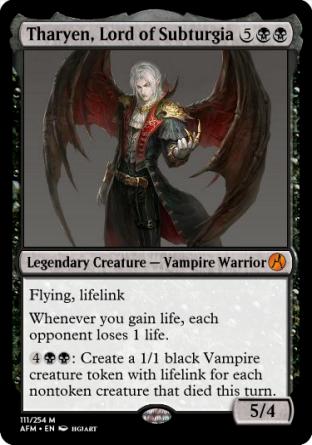 Tharyen, Lord of Subturgia 5
Legendary Creature — Vampire Warrior
Flying, lifelink
Whenever you gain life, each
opponent loses 1 life.
4: Create a 1/1 black Vampire
creature token with lifelink for each
nontoken creature that died this turn.
5/4
111/254 M
AFM • EN HGJART